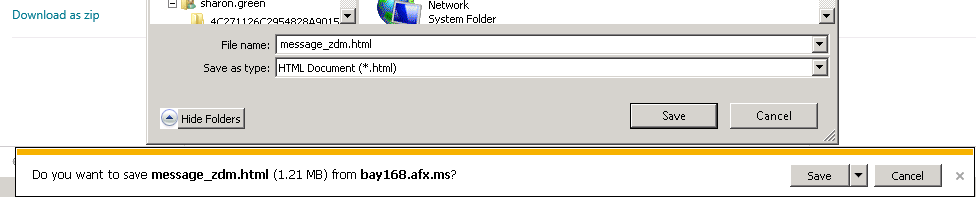 Download as zip
sharon.green
4C271126C2954828A9015
Network
System Folder
File name: message_zdm.html
Save as type: HTML Document (*.html)
Hide Folders
Save
Cancel
Do you want to save message_zdm.html (1.21 MB) from bay168.afx.ms?
Save
Cancel